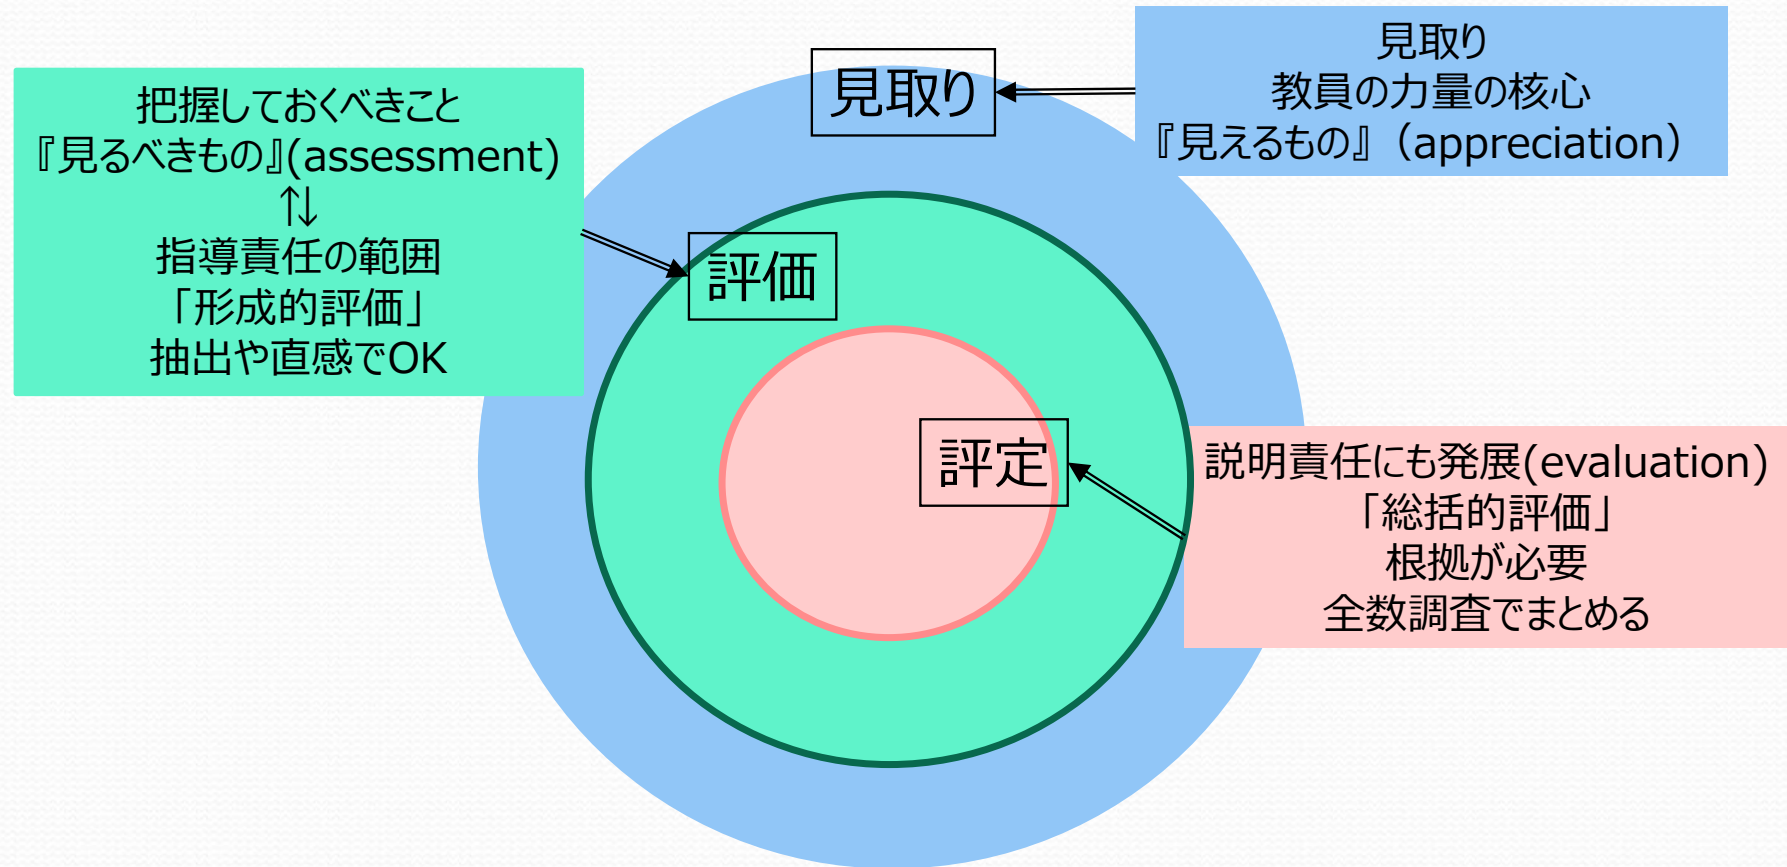 見取り
見取り
教員の力量の核心
『見えるもの』（appreciation）
把握しておくべきこと
『見るべきもの』(assessment)
↑↓
指導責任の範囲
「形成的評価」
抽出や直感でOK
評価
評定
説明責任にも発展(evaluation)
「総括的評価」
根拠が必要
全数調査でまとめる